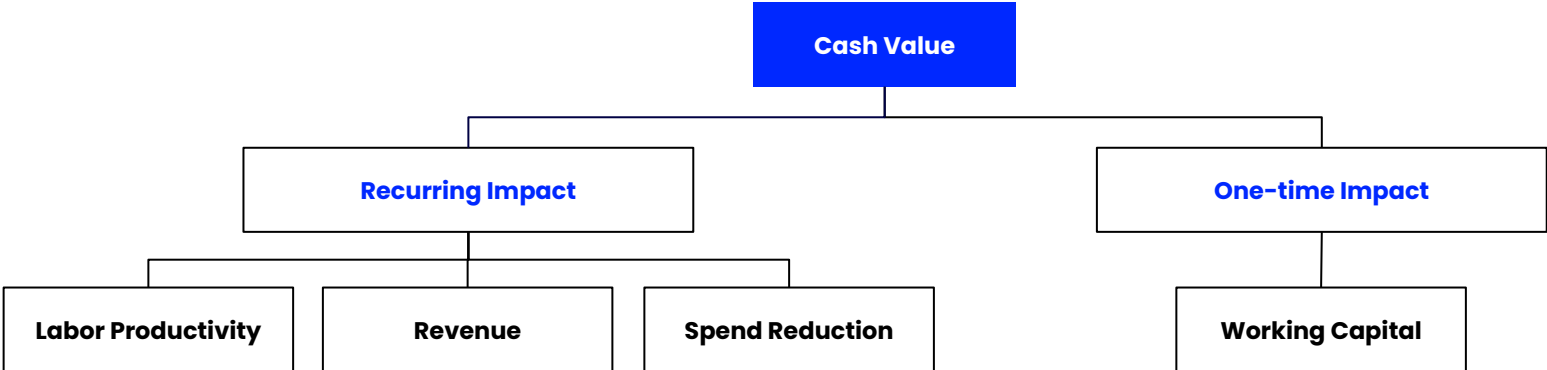 Cash Value
Recurring Impact
One-time Impact
Labor Productivity
Revenue
Spend Reduction
Working Capital